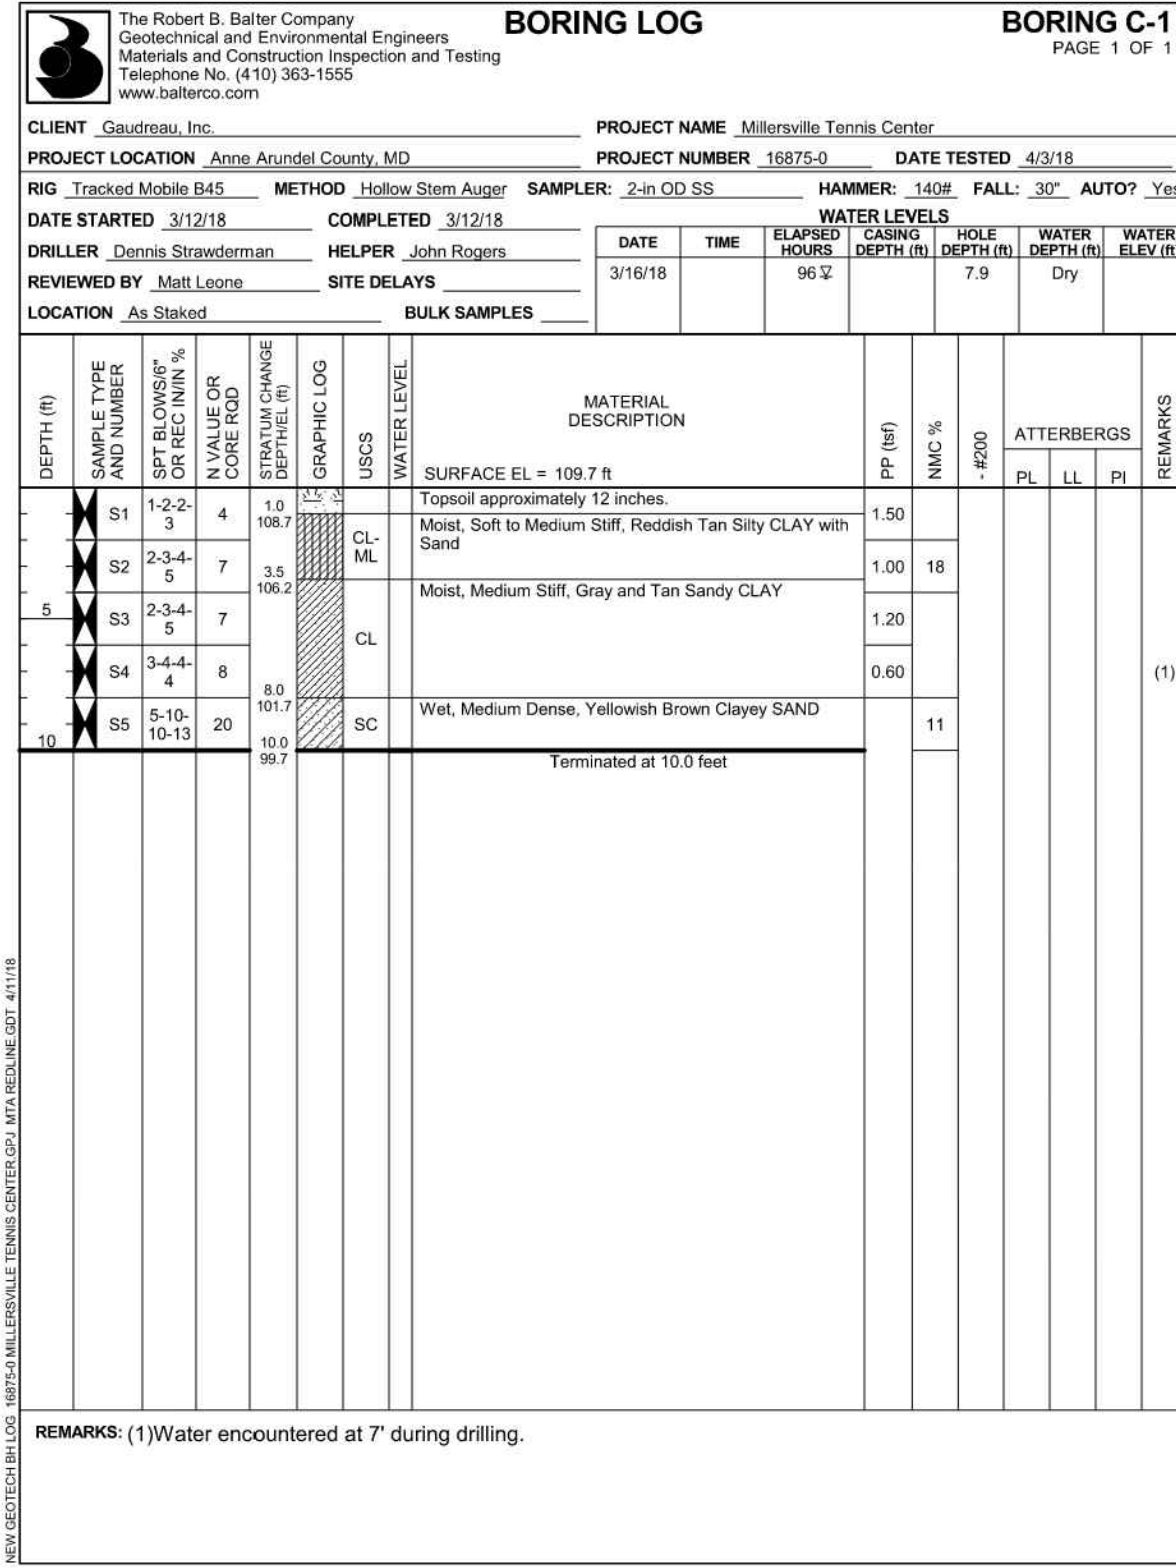 The Robert B. Balter Company
Geotechnical and Environmental Engineers
Materials and Construction Inspection and Testing
Telephone No. (410) 363-1555
www.balterco.com
BORING LOG
BORING C-1
PAGE 1 OF 1
CLIENT Gaudreau, Inc. PROJECT NAME Millersville Tennis Center
PROJECT LOCATION Anne Arundel County, MD PROJECT NUMBER 16875-0 DATE TESTED 4/3/18
RIG Tracked Mobile B45 METHOD Hollow Stem Auger SAMPLER: 2-in OD SS HAMMER: 140# FALL: 30" AUTO? Yes
DATE STARTED 3/12/18 COMPLETED 3/12/18
DRILLER Dennis Strawderman HELPER John Rogers
REVIEWED BY Matt Leone SITE DELAYS
LOCATION As Staked BULK SAMPLES
WATER LEVELS
DATE TIME ELAPSED HOURS CASING DEPTH (ft) HOLE DEPTH (ft) WATER DEPTH (ft) WATER ELEV (ft
3/16/18 96 7.9 Dry
DEPTH (ft)
SAMPLE TYPE
AND NUMBER
SPT BLOWS/6"
OR REC IN/IN %
N VALUE OR
CORE RQD
STRATUM CHANGE
DEPTH/EL (ft)
GRAPHIC LOG
USCS
WATER LEVEL
MATERIAL
DESCRIPTION
SURFACE EL = 109.7 ft
PP (tsf)
NMC %
- #200
ATTERBERGS
PL LL PI
REMARKS
S1 1-2-2-3 4 1.0 108.7 Topsoil approximately 12 inches. 1.50
CL-ML Moist, Soft to Medium Stiff, Reddish Tan Silty CLAY with
Sand
S2 2-3-4-5 7 3.5 106.2 1.00 18
Moist, Medium Stiff, Gray and Tan Sandy CLAY
5 S3 2-3-4-5 7 CL 1.20
S4 3-4-4-4 8 8.0 101.7 0.60 (1)
Wet, Medium Dense, Yellowish Brown Clayey SAND
10 S5 5-10-10-13 20 10.0 99.7 SC 11
Terminated at 10.0 feet
REMARKS: (1)Water encountered at 7' during drilling.
NEW GEOTECH BH LOG 16875-0 MILLERSVILLE TENNIS CENTER.GPJ MTA REDLINE.GDT 4/11/18